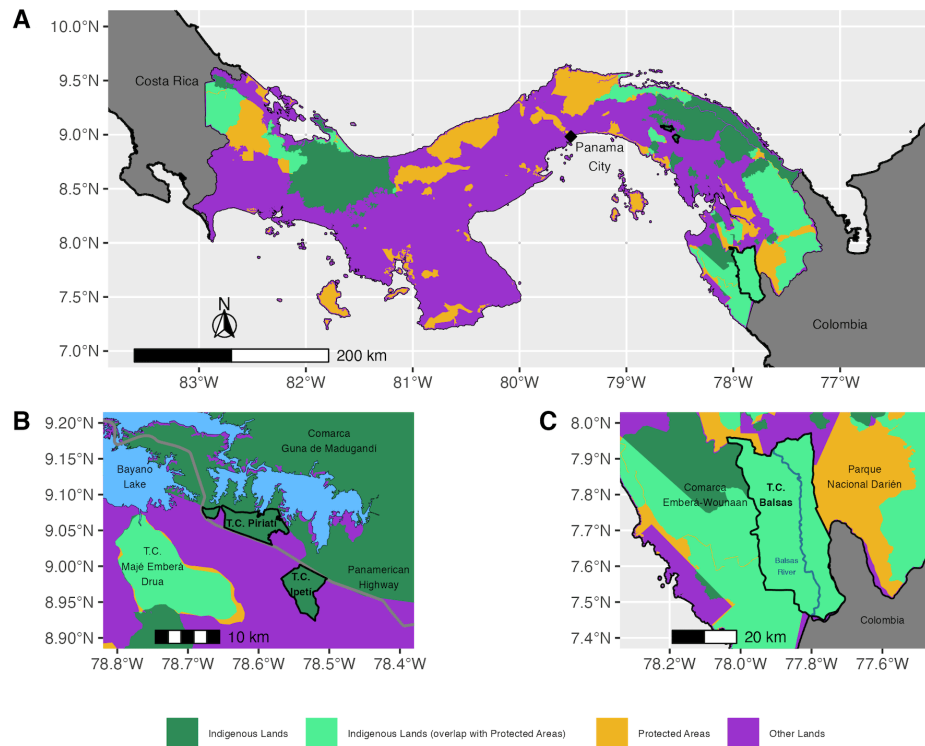 A
10.0°N
9.5°N
9.0°N
8.5°N
8.0°N
7.5°N
7.0°N
Costa Rica
Panama
City
Colombia
N
200 km
83°W
82°W
81°W
80°W
79°W
78°W
77°W
B
9.20°N
9.15°N
9.10°N
9.05°N
9.00°N
8.95°N
8.90°N
Comarca
Guna de Madugandi
Bayano
Lake
T.C. Piriati
T.C.
Majé Emberá
Drua
T.C.
Ipetí
Panamerican
Highway
10 km
78.8°W
78.7°W
78.6°W
78.5°W
78.4°W
C
8.0°N
7.9°N
7.8°N
7.7°N
7.6°N
7.5°N
7.4°N
Comarca
Emberá-Wounaan
T.C.
Balsas
Parque
Nacional Darién
Balsas
River
Colombia
20 km
78.2°W
78.0°W
77.8°W
77.6°W
Indigenous Lands
Indigenous Lands (overlap with Protected Areas)
Protected Areas
Other Lands